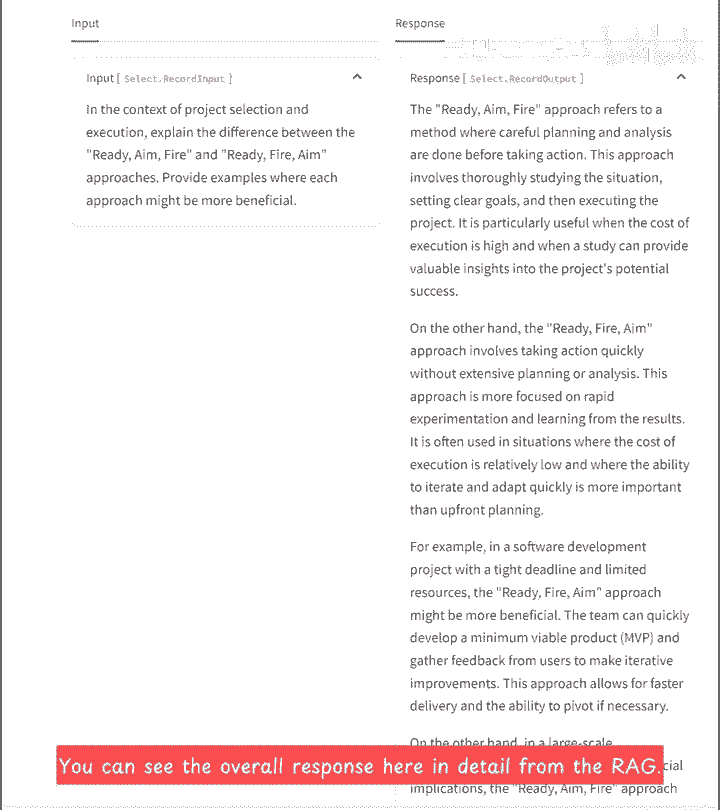 Input
Response
Input [ Select.RecordInput ]
In the context of project selection and
execution, explain the difference between the
"Ready, Aim, Fire" and "Ready, Fire, Aim"
approaches. Provide examples where each
approach might be more beneficial.
Response [ Select.RecordOutput ]
The "Ready, Aim, Fire" approach refers to a
method where careful planning and analysis
are done before taking action. This approach
involves thoroughly studying the situation,
setting clear goals, and then executing the
project. It is particularly useful when the cost of
execution is high and when a study can provide
valuable insights into the project's potential
success.
On the other hand, the "Ready, Fire, Aim"
approach involves taking action quickly
without extensive planning or analysis. This
approach is more focused on rapid
experimentation and learning from the results.
It is often used in situations where the cost of
execution is relatively low and where the ability
to iterate and adapt quickly is more important
than upfront planning.
For example, in a software development
project with a tight deadline and limited
resources, the "Ready, Fire, Aim" approach
might be more beneficial. The team can quickly
develop a minimum viable product (MVP) and
gather feedback from users to make iterative
improvements. This approach allows for faster
delivery and the ability to pivot if necessary.
On the other hand, in a large-scale
You can see the overall response here in detail from the RAG.
implications, the "Ready, Aim, Fire" approach